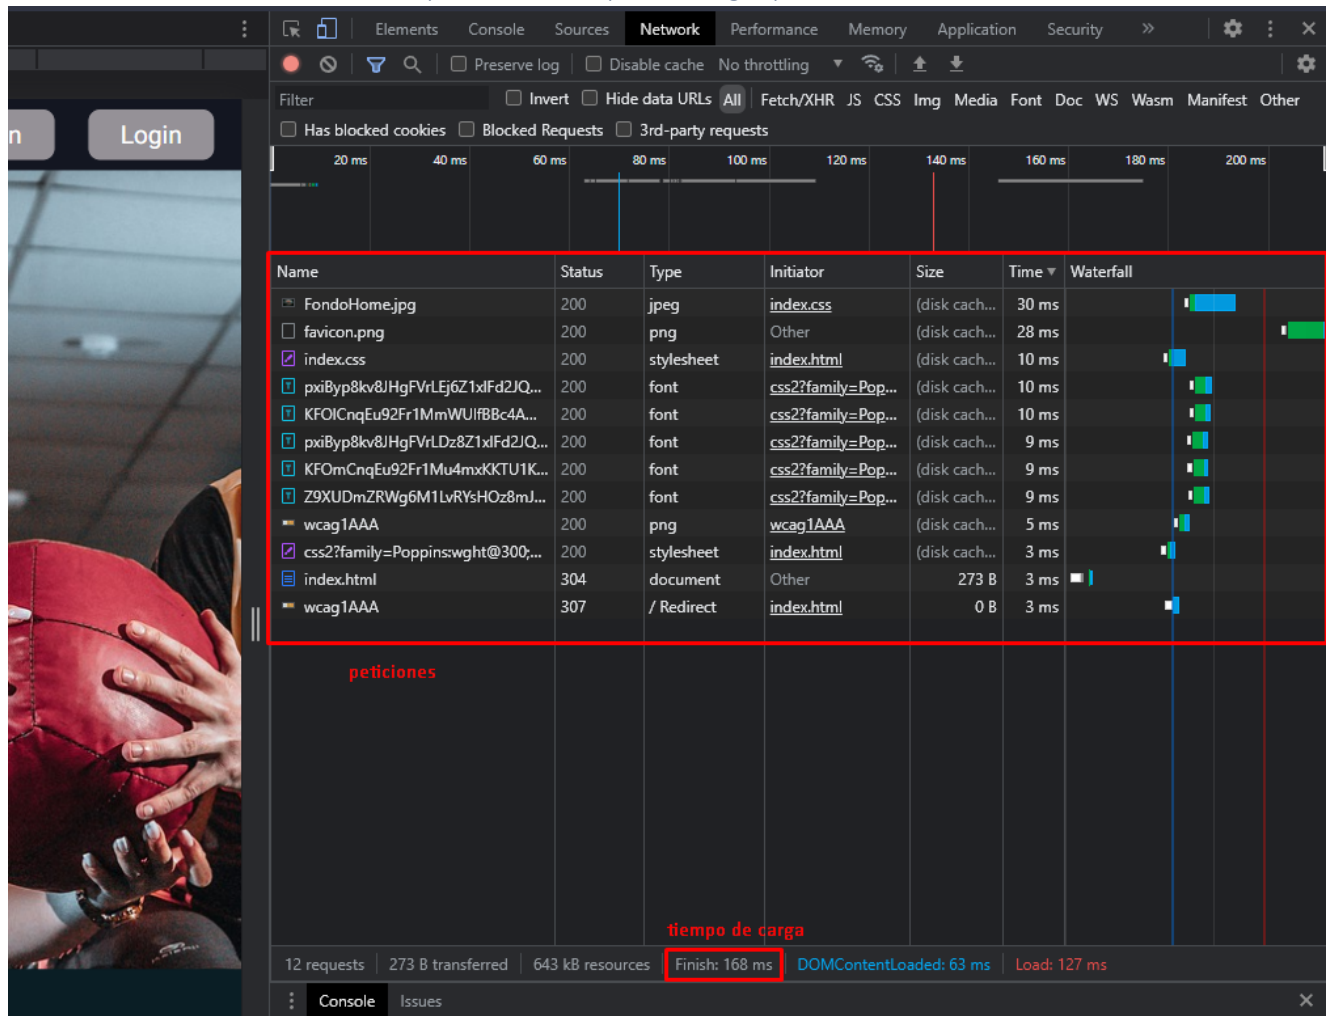 Elements Console Sources Network Performance Memory Application Security »
Preserve log Disable cache No throttling
Filter Invert Hide data URLs All Fetch/XHR JS CSS Img Media Font Doc WS Wasm Manifest Other
Has blocked cookies Blocked Requests 3rd-party requests
n Login
20 ms 40 ms 60 ms 80 ms 100 ms 120 ms 140 ms 160 ms 180 ms 200 ms
Name Status Type Initiator Size Time Waterfall
FondoHome.jpg 200 jpeg index.css (disk cach... 30 ms
favicon.png 200 png Other (disk cach... 28 ms
index.css 200 stylesheet index.html (disk cach... 10 ms
pxiByp8kv8JHgFVrLEj6Z1xlFd2JQ... 200 font css2?family=Pop... (disk cach... 10 ms
KFOlCnqEu92Fr1MmWUlfBBc4A... 200 font css2?family=Pop... (disk cach... 10 ms
pxiByp8kv8JHgFVrLDz8Z1xlFd2JQ... 200 font css2?family=Pop... (disk cach... 9 ms
KFOmCnqEu92Fr1Mu4mxKKTU1K... 200 font css2?family=Pop... (disk cach... 9 ms
Z9XUDmZRWg6M1LvRYsHOz8mJ... 200 font css2?family=Pop... (disk cach... 9 ms
wcag1AAA 200 png wcag1AAA (disk cach... 5 ms
css2?family=Poppins:wght@300;... 200 stylesheet index.html (disk cach... 3 ms
index.html 304 document Other 273 B 3 ms
wcag1AAA 307 / Redirect index.html 0 B 3 ms
peticiones
tiempo de carga
12 requests 273 B transferred 643 kB resources Finish: 168 ms DOMContentLoaded: 63 ms Load: 127 ms
Console Issues